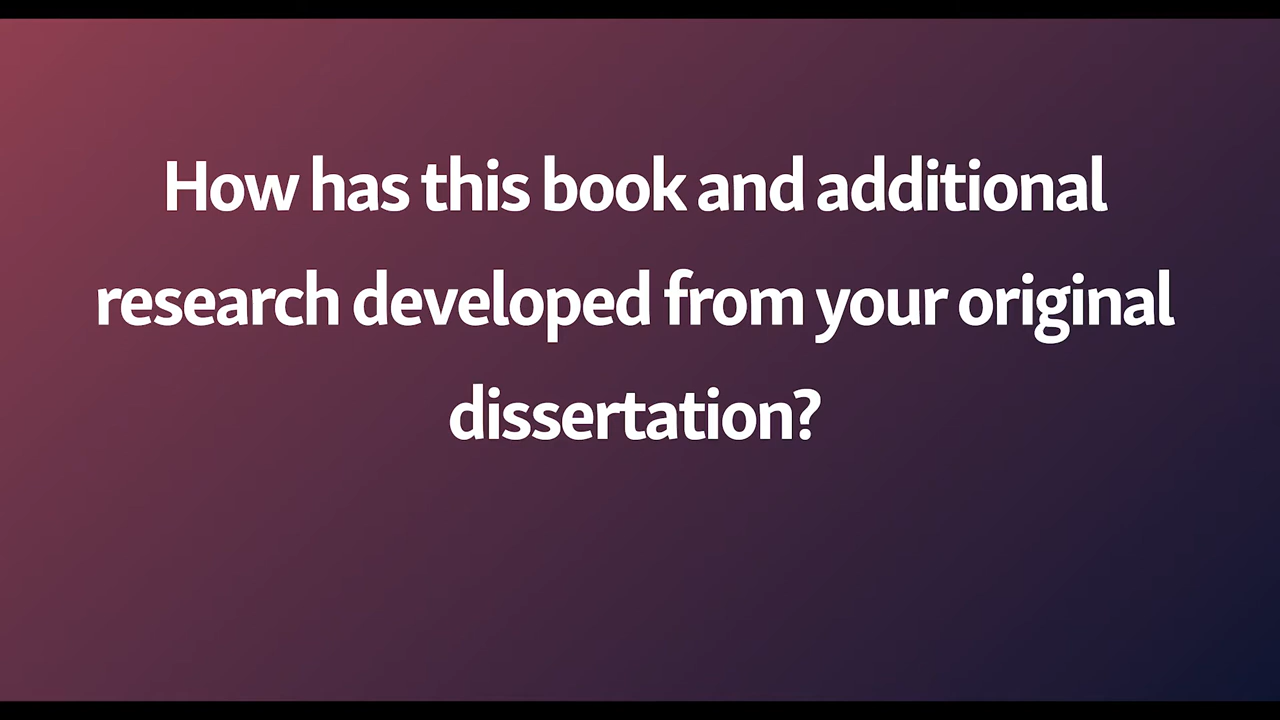 How has this book and additional
research developed from your original
dissertation?